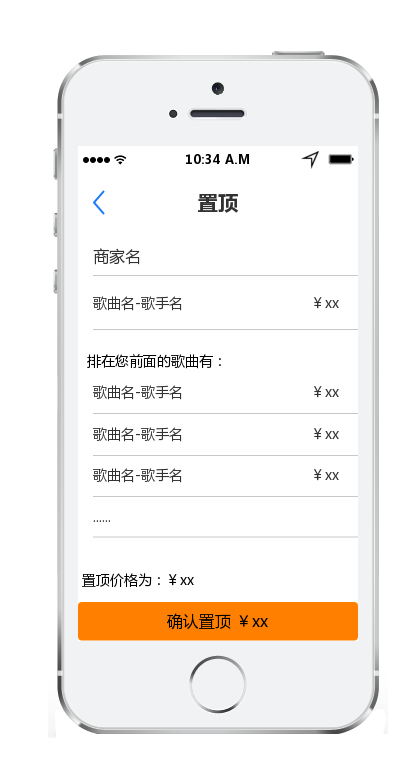 10:34 A.M
置顶
商家名
歌曲名-歌手名 ￥xx
排在您前面的歌曲有：
歌曲名-歌手名 ￥xx
歌曲名-歌手名 ￥xx
歌曲名-歌手名 ￥xx
......
置顶价格为：￥xx
确认置顶 ￥xx